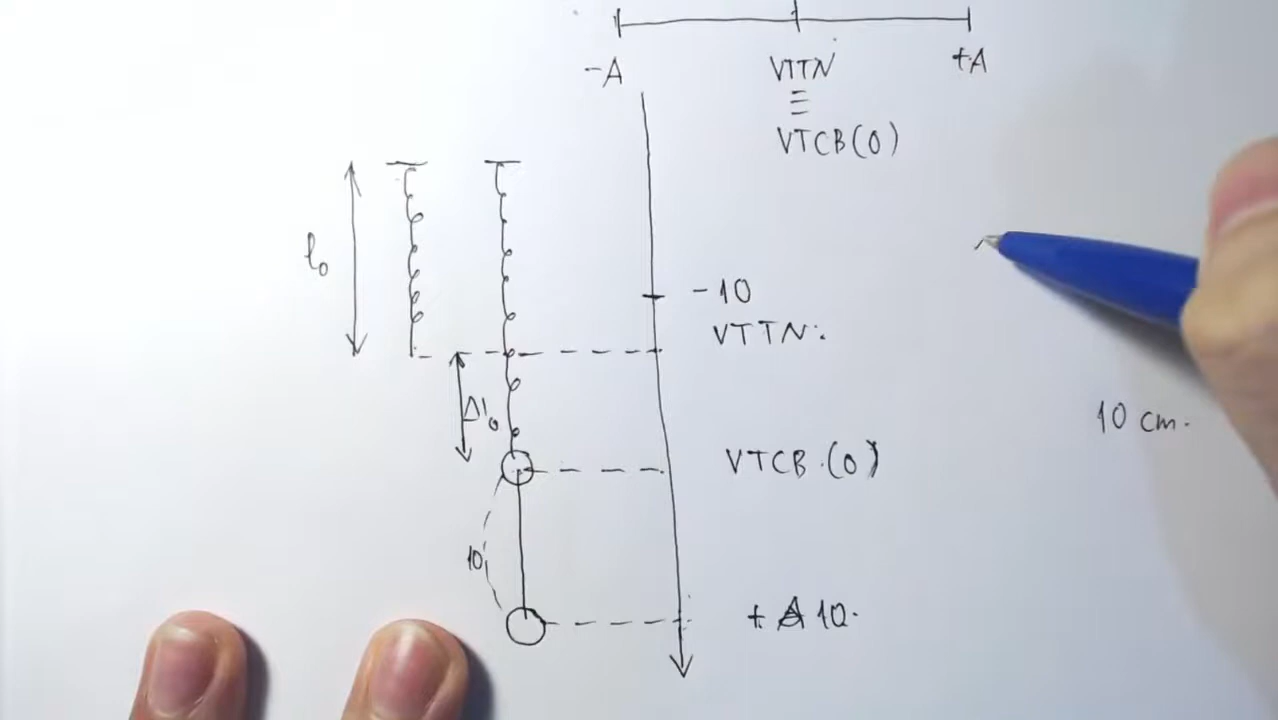 -A VTTN +A
≡
VTCB(0)
l₀
-10
VTTN:
Δl₀
10 cm.
VTCB.(0)
10
+ A 10.